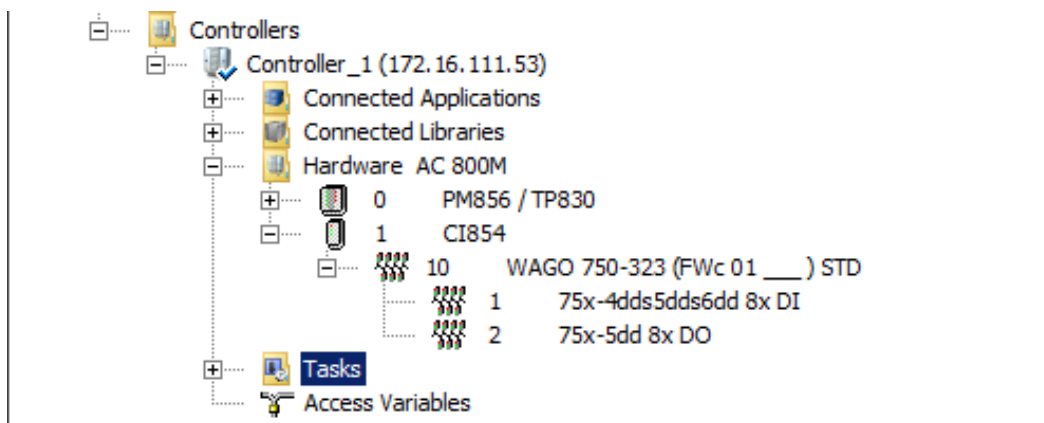 Controllers
Controller_1 (172.16.111.53)
Connected Applications
Connected Libraries
Hardware AC 800M
0 PM856 / TP830
1 CI854
10 WAGO 750-323 (FWc 01 ___ ) STD
1 75x-4dds5dds6dd 8x DI
2 75x-5dd 8x DO
Tasks
Access Variables